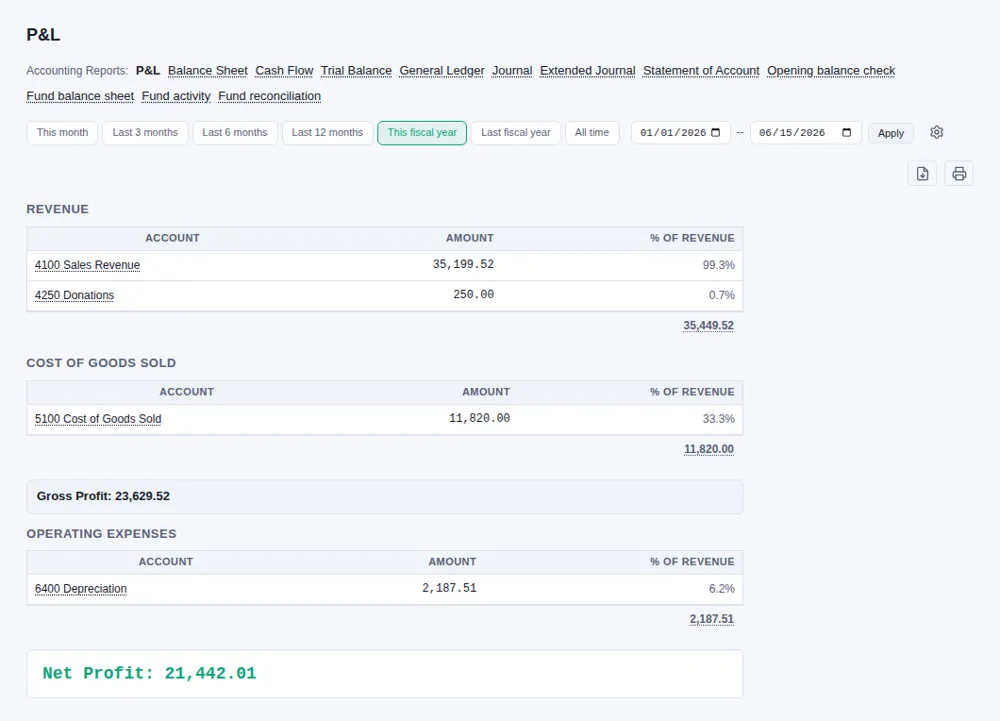 P&L
Accounting Reports: P&L Balance Sheet Cash Flow Trial Balance General Ledger Journal Extended Journal Statement of Account Opening balance check
Fund balance sheet Fund activity Fund reconciliation
This month Last 3 months Last 6 months Last 12 months This fiscal year Last fiscal year All time 01/01/2026 – 06/15/2026 Apply
REVENUE
ACCOUNT AMOUNT % OF REVENUE
4100 Sales Revenue 35,199.52 99.3%
4250 Donations 250.00 0.7%
35,449.52
COST OF GOODS SOLD
ACCOUNT AMOUNT % OF REVENUE
5100 Cost of Goods Sold 11,820.00 33.3%
11,820.00
Gross Profit: 23,629.52
OPERATING EXPENSES
ACCOUNT AMOUNT % OF REVENUE
6400 Depreciation 2,187.51 6.2%
2,187.51
Net Profit: 21,442.01